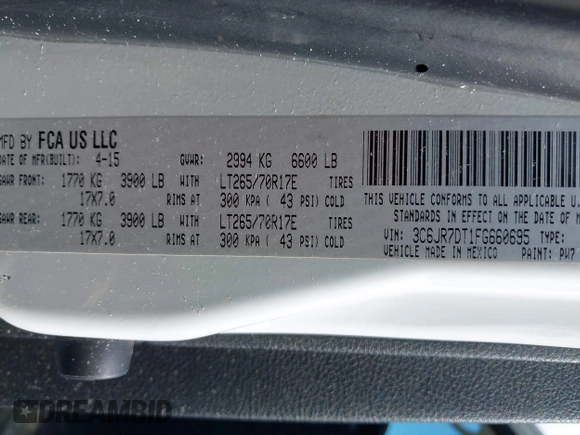 MFD BY FCA US LLC
DATE OF MFR(BUILT): 4-15 GVWR: 2994 KG 6600 LB
GAWR FRONT: 1770 KG 3900 LB WITH LT265/70R17E TIRES
17X7.0 RIMS AT 300 KPA ( 43 PSI) COLD
GAWR REAR: 1770 KG 3900 LB WITH LT265/70R17E TIRES
17X7.0 RIMS AT 300 KPA ( 43 PSI) COLD
THIS VEHICLE CONFORMS TO ALL APPLICABLE U.
STANDARDS IN EFFECT ON THE DATE OF M
VIN: 3C6JR7DT1FG660695 TYPE:
VEHICLE MADE IN MEXICO PAINT: PW7
DREAMBID